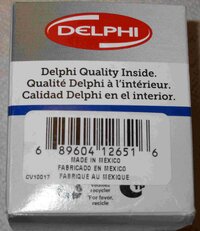 DELPHI
Delphi Quality Inside.
Qualité Delphi à l'intérieur.
Calidad Delphi en el interior.
6 89604 12651 6
MADE IN MEXICO
FABRICADO EN MEXICO
CV10017 FABRIQUE AU MEXIQUE
recycler
For favor,
recicle